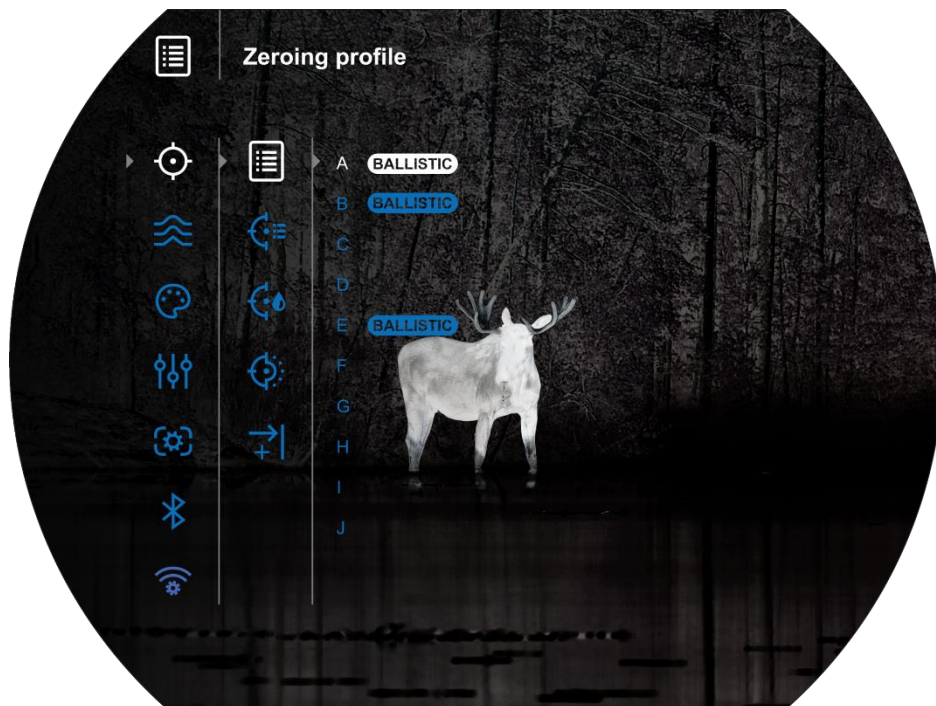 Zeroing profile
A BALLISTIC
B BALLISTIC
C
D
E BALLISTIC
F
G
H
I
J